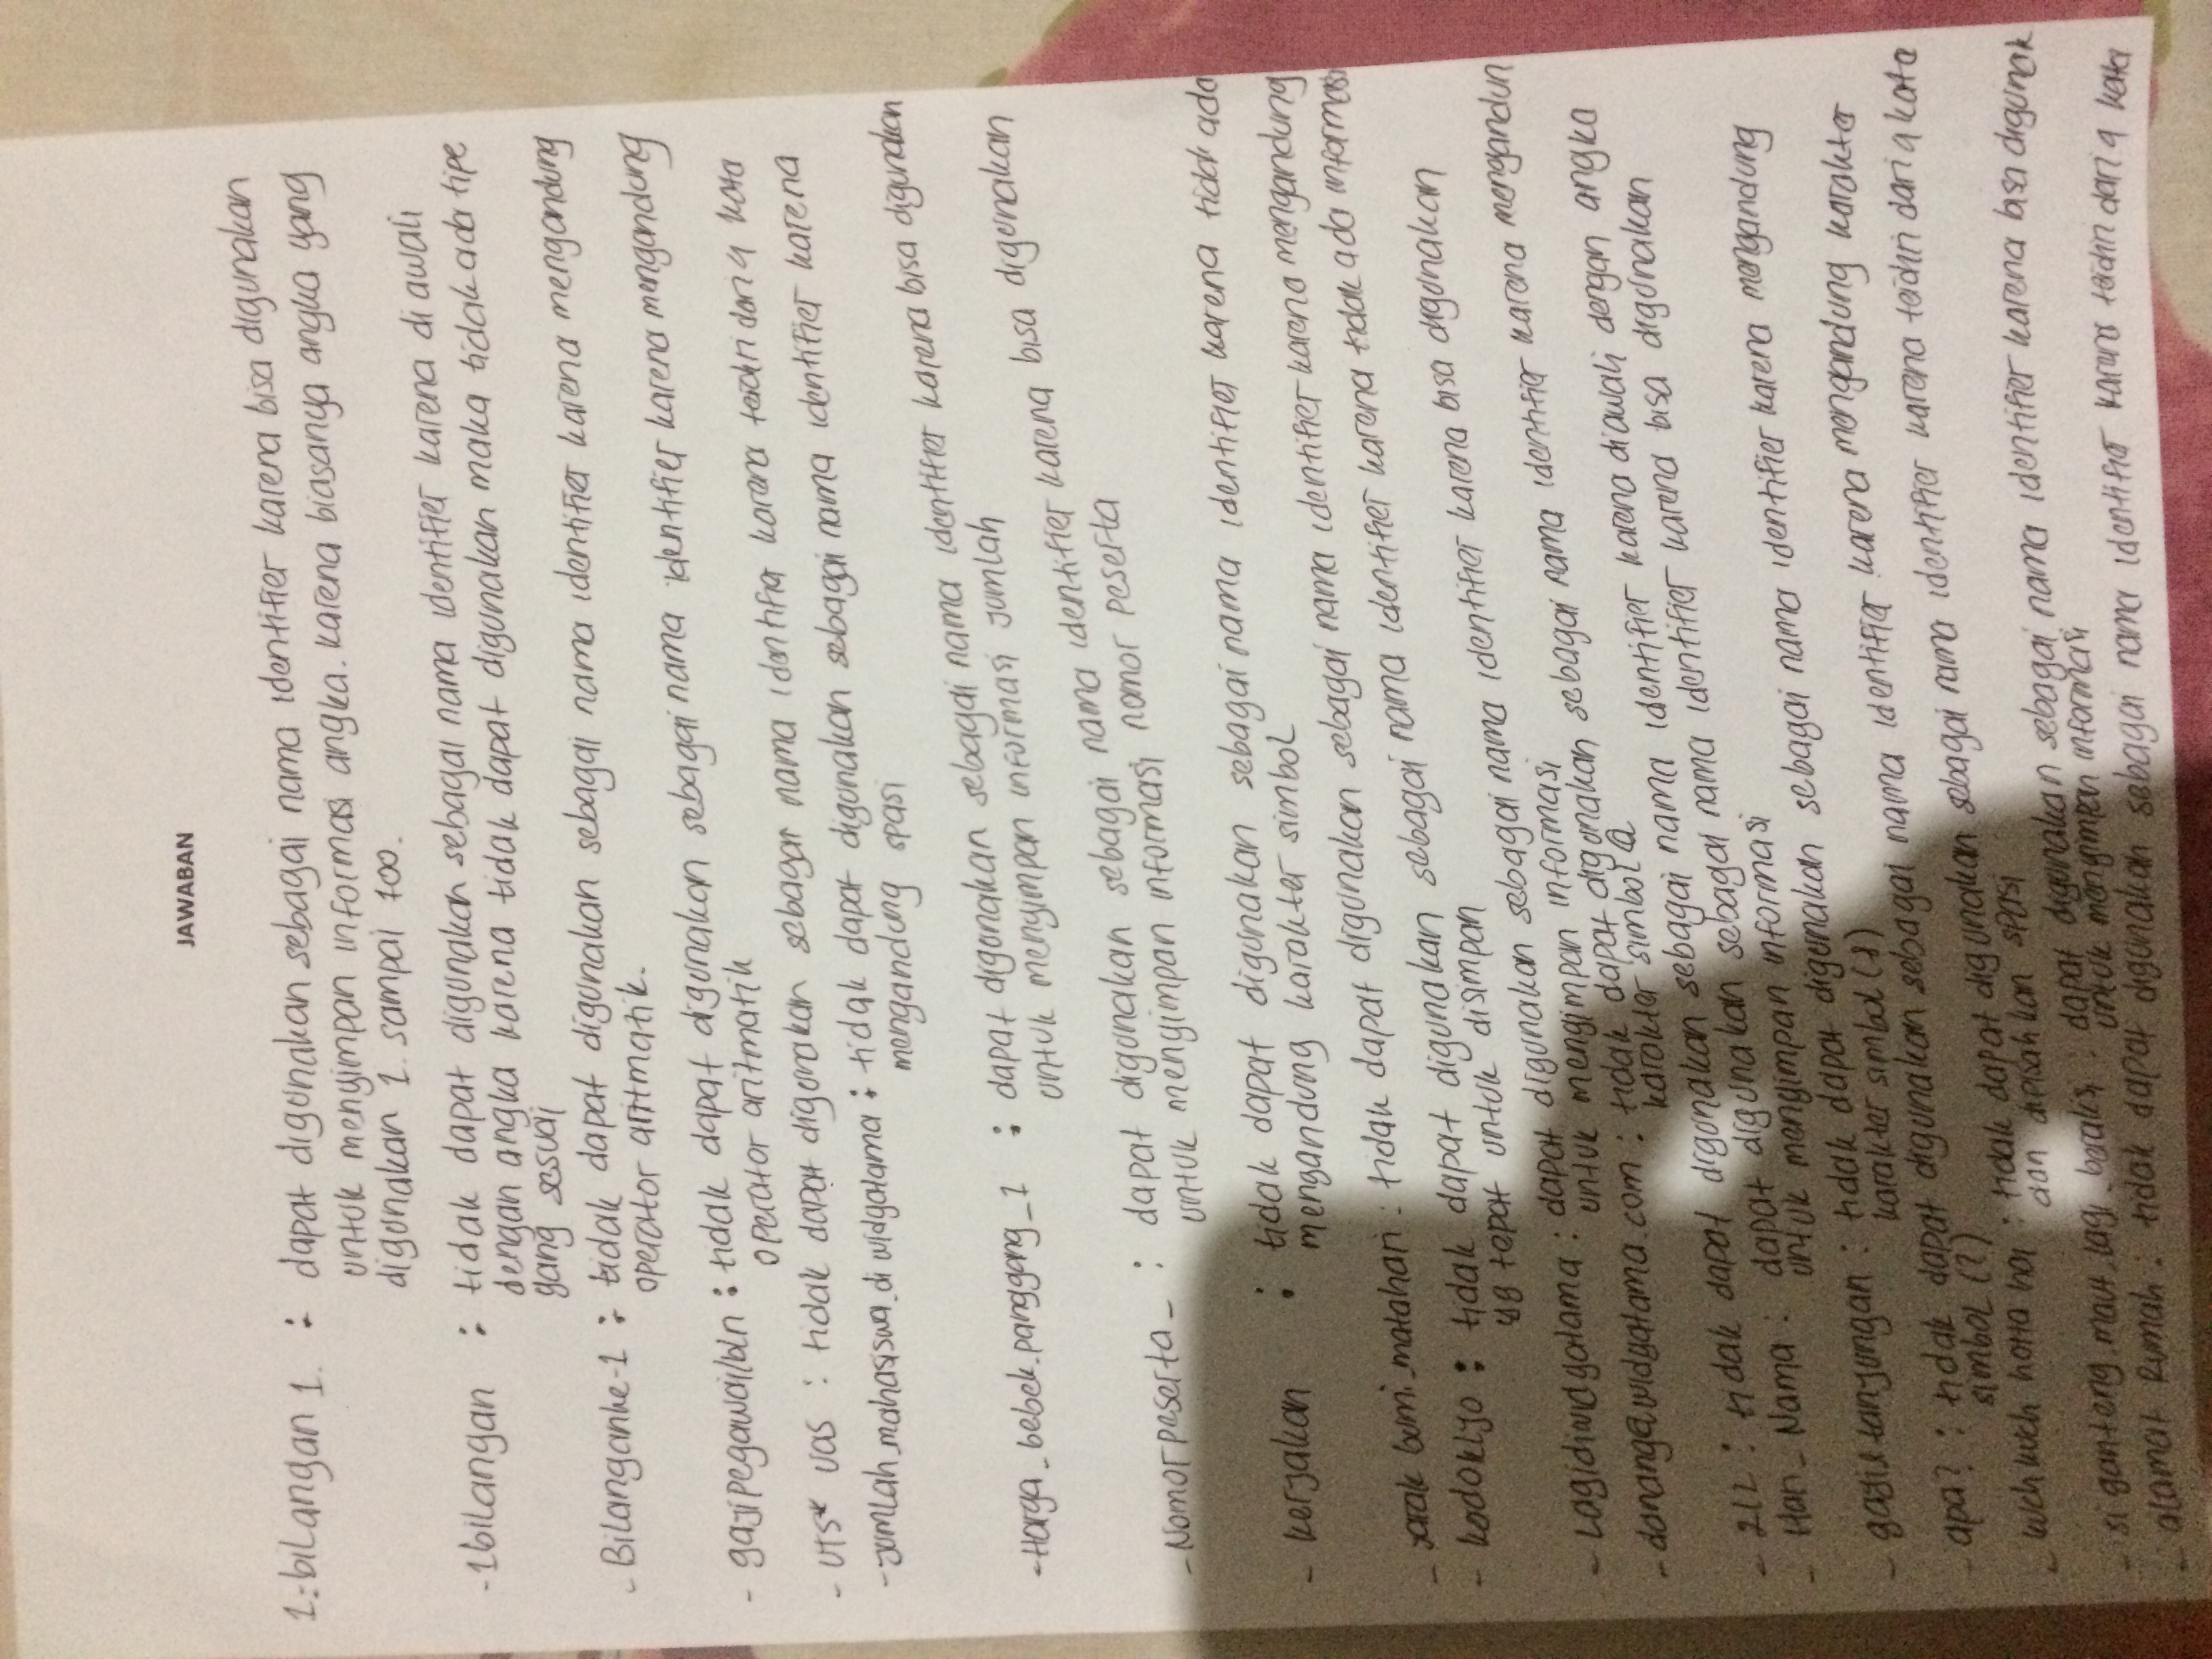 JAWABAN
1. bilangan 1 : dapat digunakan sebagai nama identifier karena bisa digunakan
untuk menyimpan informasi angka. karena biasanya angka yang
digunakan 1 sampai 100.
- 1bilangan : tidak dapat digunakan sebagai nama identifier karena di awali
dengan angka karena tidak dapat digunakan maka tidak ada tipe
yang sesuai
- Bilanganke-1 : tidak dapat digunakan sebagai nama identifier karena mengandung
operator aritmatik.
- gajipegawai/bln : tidak dapat digunakan sebagai nama identifier karena mengandung
operator aritmatik
- UTS* UAS : tidak dapat digunakan sebagai nama identifier karena dari kata
- Jumlah_mahasiswa_di widyatama : tidak dapat digunakan sebagai nama identifier karena
mengandung spasi
- Harga_bebek_panggang_1 : dapat digunakan sebagai nama identifier karena bisa digunakan
untuk menyimpan informasi jumlah
- Nomorpeserta_ : dapat digunakan sebagai nama identifier karena bisa digunakan
untuk menyimpan informasi nomor peserta
- kerjakan : tidak dapat digunakan sebagai nama identifier karena tidak ada
mengandung karakter simbol
- jarak bumi_matahari : tidak dapat digunakan sebagai nama identifier karena mengandung
- kodokijo : tidak dapat digunakan sebagai nama identifier karena tidak ada informasi
yg tepat untuk disimpan
- Lagidiwidyatama : dapat digunakan sebagai nama identifier karena bisa digunakan
untuk menyimpan informasi
- danang@widyatama.com : tidak dapat digunakan sebagai nama identifier karena mengandun
karakter simbol @
- 212 : tidak dapat digunakan sebagai nama identifier karena diawali dengan angka
- Hari_Nama : dapat digunakan sebagai nama identifier karena bisa digunakan
untuk menyimpan informasi
- tanjungan : tidak dapat digunakan sebagai nama identifier karena mengandung
karakter simbol
- apa? : tidak dapat digunakan sebagai nama identifier karena mengandung karakter
simbol (?)
- kuch kuch hotta hai : tidak dapat digunakan sebagai nama identifier karena dari kata
dan dipisahkan spasi
- si ganteng_maut_lagi_beraksi : dapat digunakan sebagai nama identifier karena bisa digunak
untuk menyimpan informasi
- alamat Rumah : tidak dapat digunakan sebagai nama identifier karena dari kata